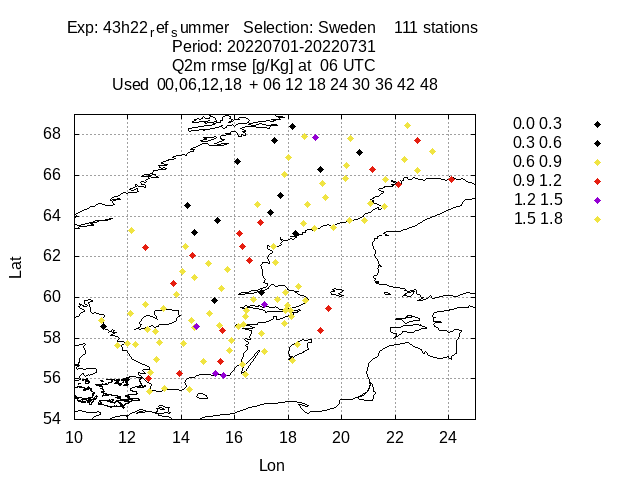 Exp: 43h22refsummer Selection: Sweden 111 stations
Period: 20220701-20220731
Q2m rmse [g/Kg] at 06 UTC
Used 00,06,12,18 + 06 12 18 24 30 36 42 48
0.0 0.3
0.3 0.6
0.6 0.9
0.9 1.2
1.2 1.5
1.5 1.8
68
66
64
62
60
58
56
54
Lat
10 12 14 16 18 20 22 24
Lon